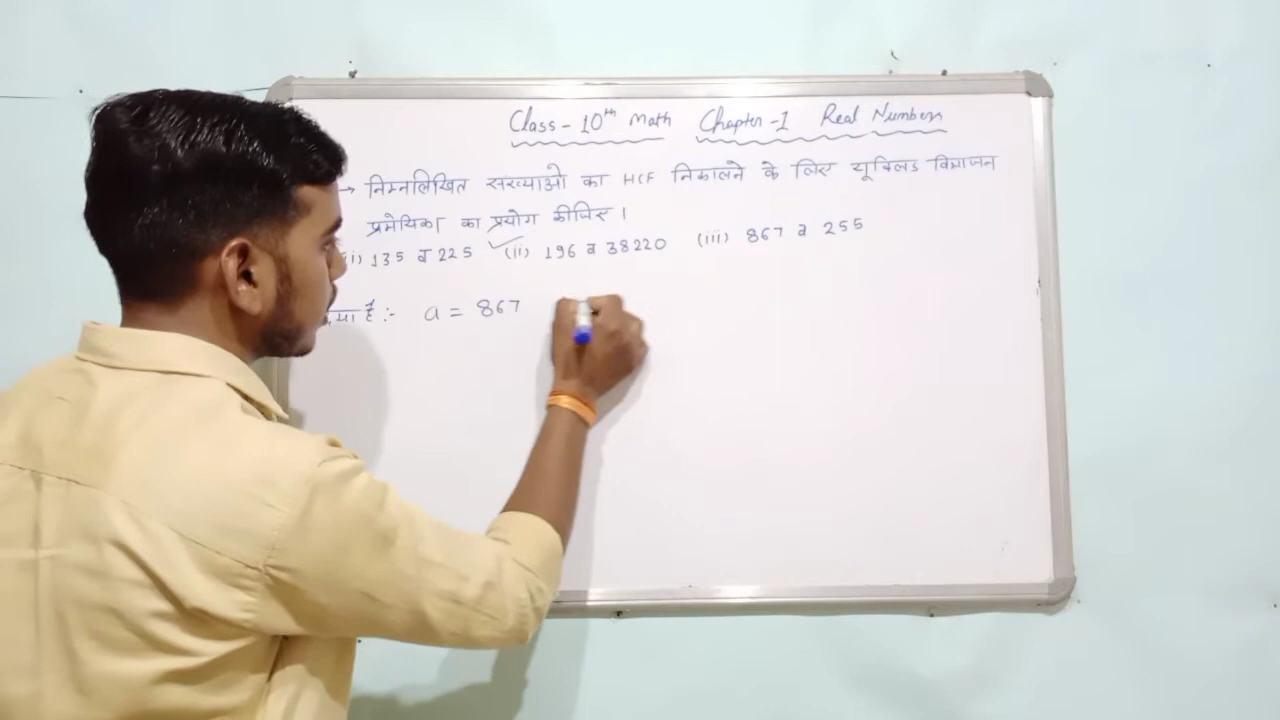 Class - 10th Math Chapter-1 Real Numbers
→ निम्नलिखित संख्याओ का HCF निकालने के लिए यूक्लिड विभाजन
प्रमेयिका का प्रयोग कीजिए।
(i) 135 व 225 (ii) 196 व 38220 (iii) 867 व 255
है :- a = 867